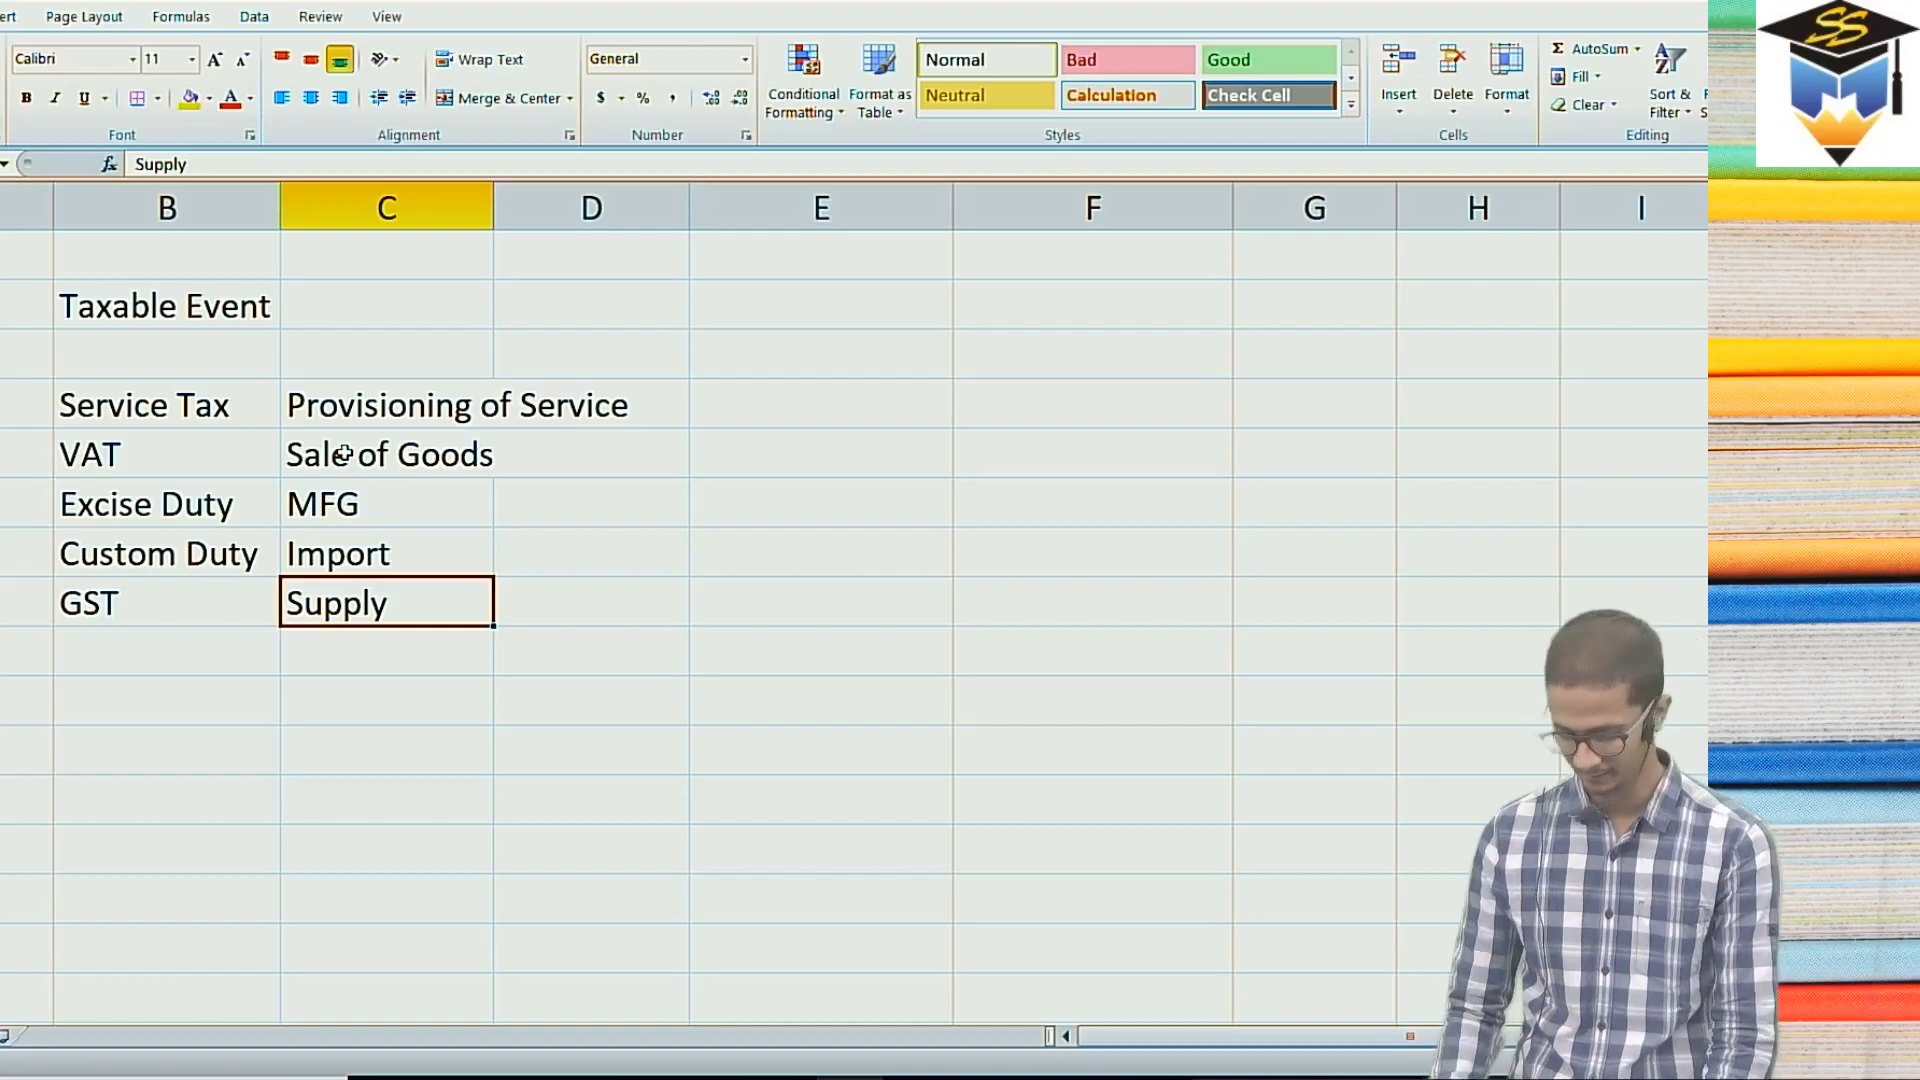 ert Page Layout Formulas Data Review View
Calibri 11 A A Wrap Text General Normal Bad Good AutoSum
B I U A Merge & Center $ % , Conditional Formatting Format as Table Neutral Calculation Check Cell Insert Delete Format Fill Clear Sort & Filter
Font Alignment Number Styles Cells Editing
fx Supply
B C D E F G H I
Taxable Event
Service Tax Provisioning of Service
VAT Sale of Goods
Excise Duty MFG
Custom Duty Import
GST Supply
SS